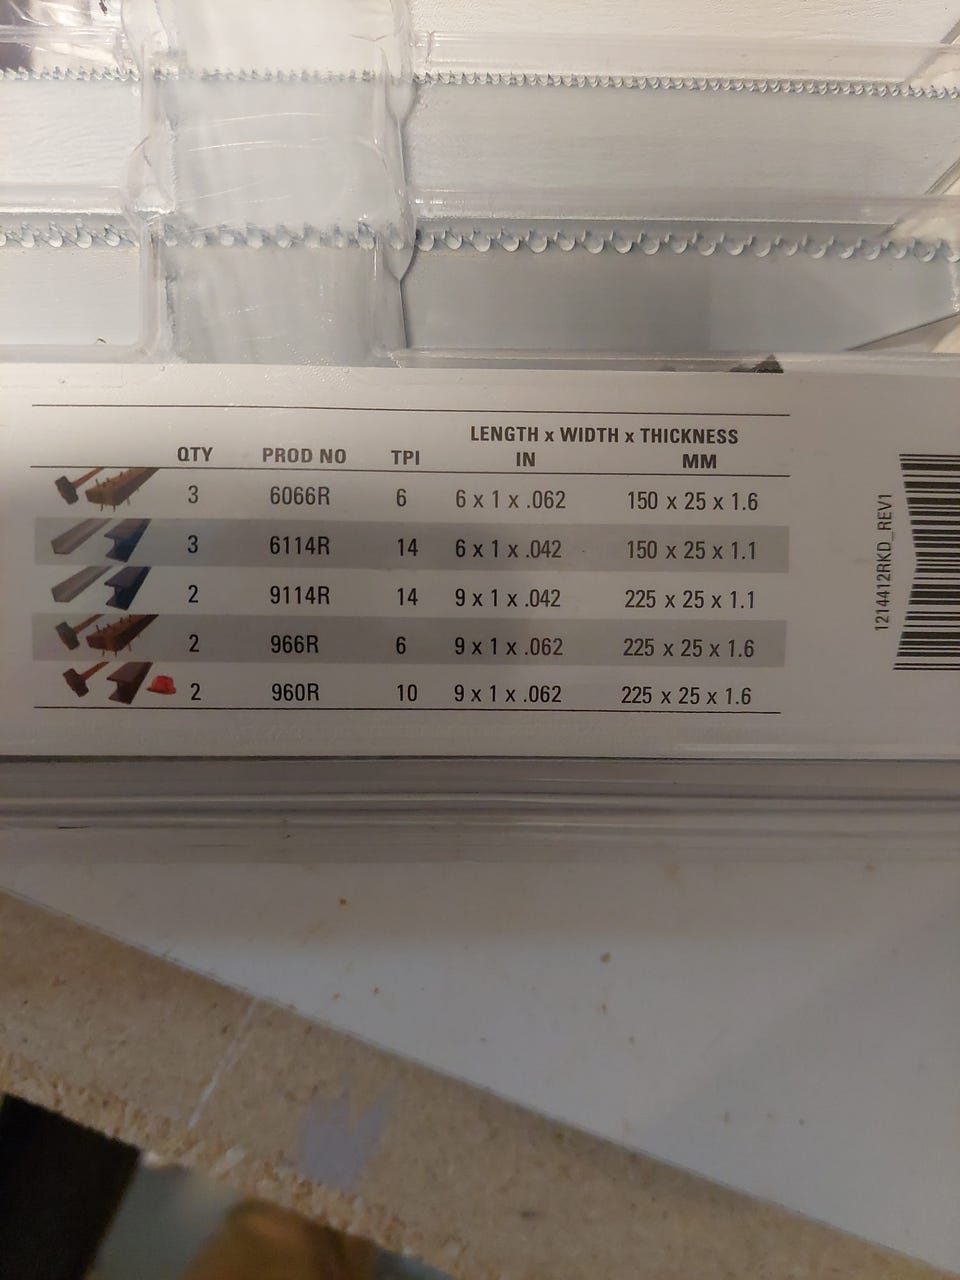 LENGTH x WIDTH x THICKNESS
QTY PROD NO TPI IN MM
3 6066R 6 6 x 1 x .062 150 x 25 x 1.6
3 6114R 14 6 x 1 x .042 150 x 25 x 1.1
2 9114R 14 9 x 1 x .042 225 x 25 x 1.1
2 966R 6 9 x 1 x .062 225 x 25 x 1.6
2 960R 10 9 x 1 x .062 225 x 25 x 1.6
1214412RKD_REV1